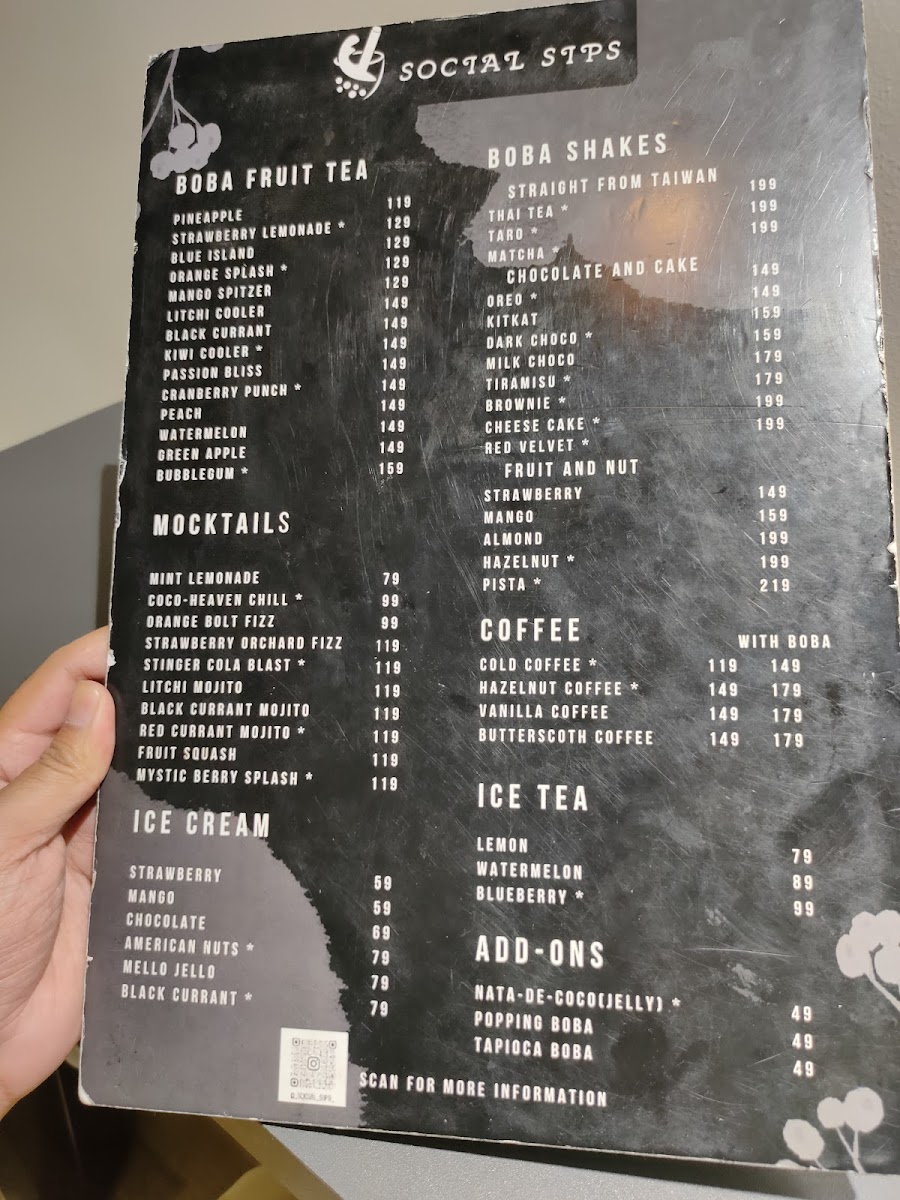 SOCIAL SIPS
BOBA FRUIT TEA
PINEAPPLE 119
STRAWBERRY LEMONADE * 129
BLUE ISLAND 129
ORANGE SPLASH * 129
MANGO SPITZER 129
LITCHI COOLER 149
BLACK CURRANT 149
KIWI COOLER * 149
PASSION BLISS 149
CRANBERRY PUNCH * 149
PEACH 149
WATERMELON 149
GREEN APPLE 149
BUBBLEGUM * 159
MOCKTAILS
MINT LEMONADE 79
COCO-HEAVEN CHILL * 99
ORANGE BOLT FIZZ 99
STRAWBERRY ORCHARD FIZZ 119
STINGER COLA BLAST * 119
LITCHI MOJITO 119
BLACK CURRANT MOJITO 119
RED CURRANT MOJITO * 119
FRUIT SQUASH 119
MYSTIC BERRY SPLASH * 119
ICE CREAM
STRAWBERRY 59
MANGO 59
CHOCOLATE 69
AMERICAN NUTS * 79
MELLO JELLO 79
BLACK CURRANT * 79
BOBA SHAKES
STRAIGHT FROM TAIWAN
THAI TEA * 199
TARO * 199
MATCHA * 199
CHOCOLATE AND CAKE
OREO * 149
KITKAT 149
DARK CHOCO * 159
MILK CHOCO 159
TIRAMISU * 179
BROWNIE * 179
CHEESE CAKE * 199
RED VELVET * 199
FRUIT AND NUT
STRAWBERRY 149
MANGO 159
ALMOND 199
HAZELNUT * 199
PISTA * 219
COFFEE
WITH BOBA
COLD COFFEE * 119 149
HAZELNUT COFFEE * 149 179
VANILLA COFFEE 149 179
BUTTERSCOTH COFFEE 149 179
ICE TEA
LEMON 79
WATERMELON 89
BLUEBERRY * 99
ADD-ONS
NATA-DE-COCO(JELLY) * 49
POPPING BOBA 49
TAPIOCA BOBA 49
SCAN FOR MORE INFORMATION